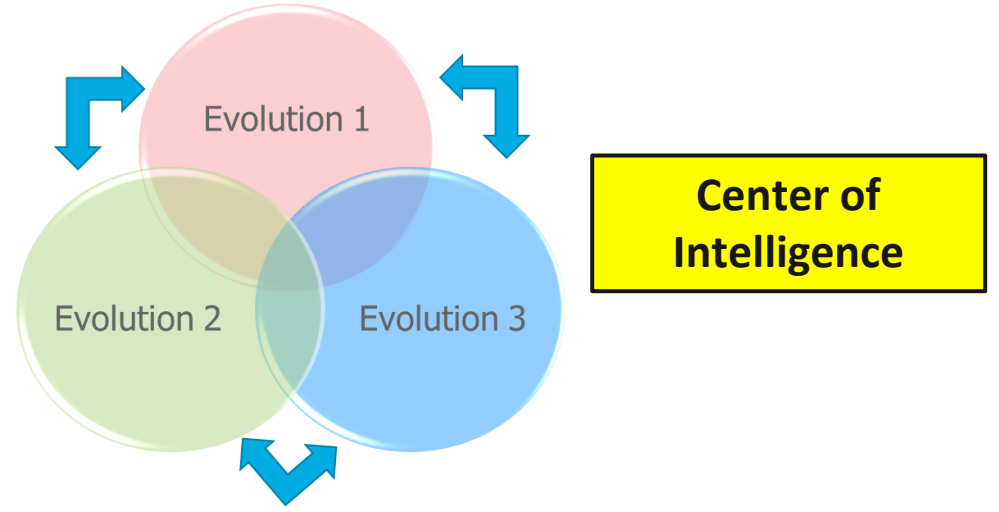 Evolution 1
Center of
Intelligence
Evolution 2
Evolution 3